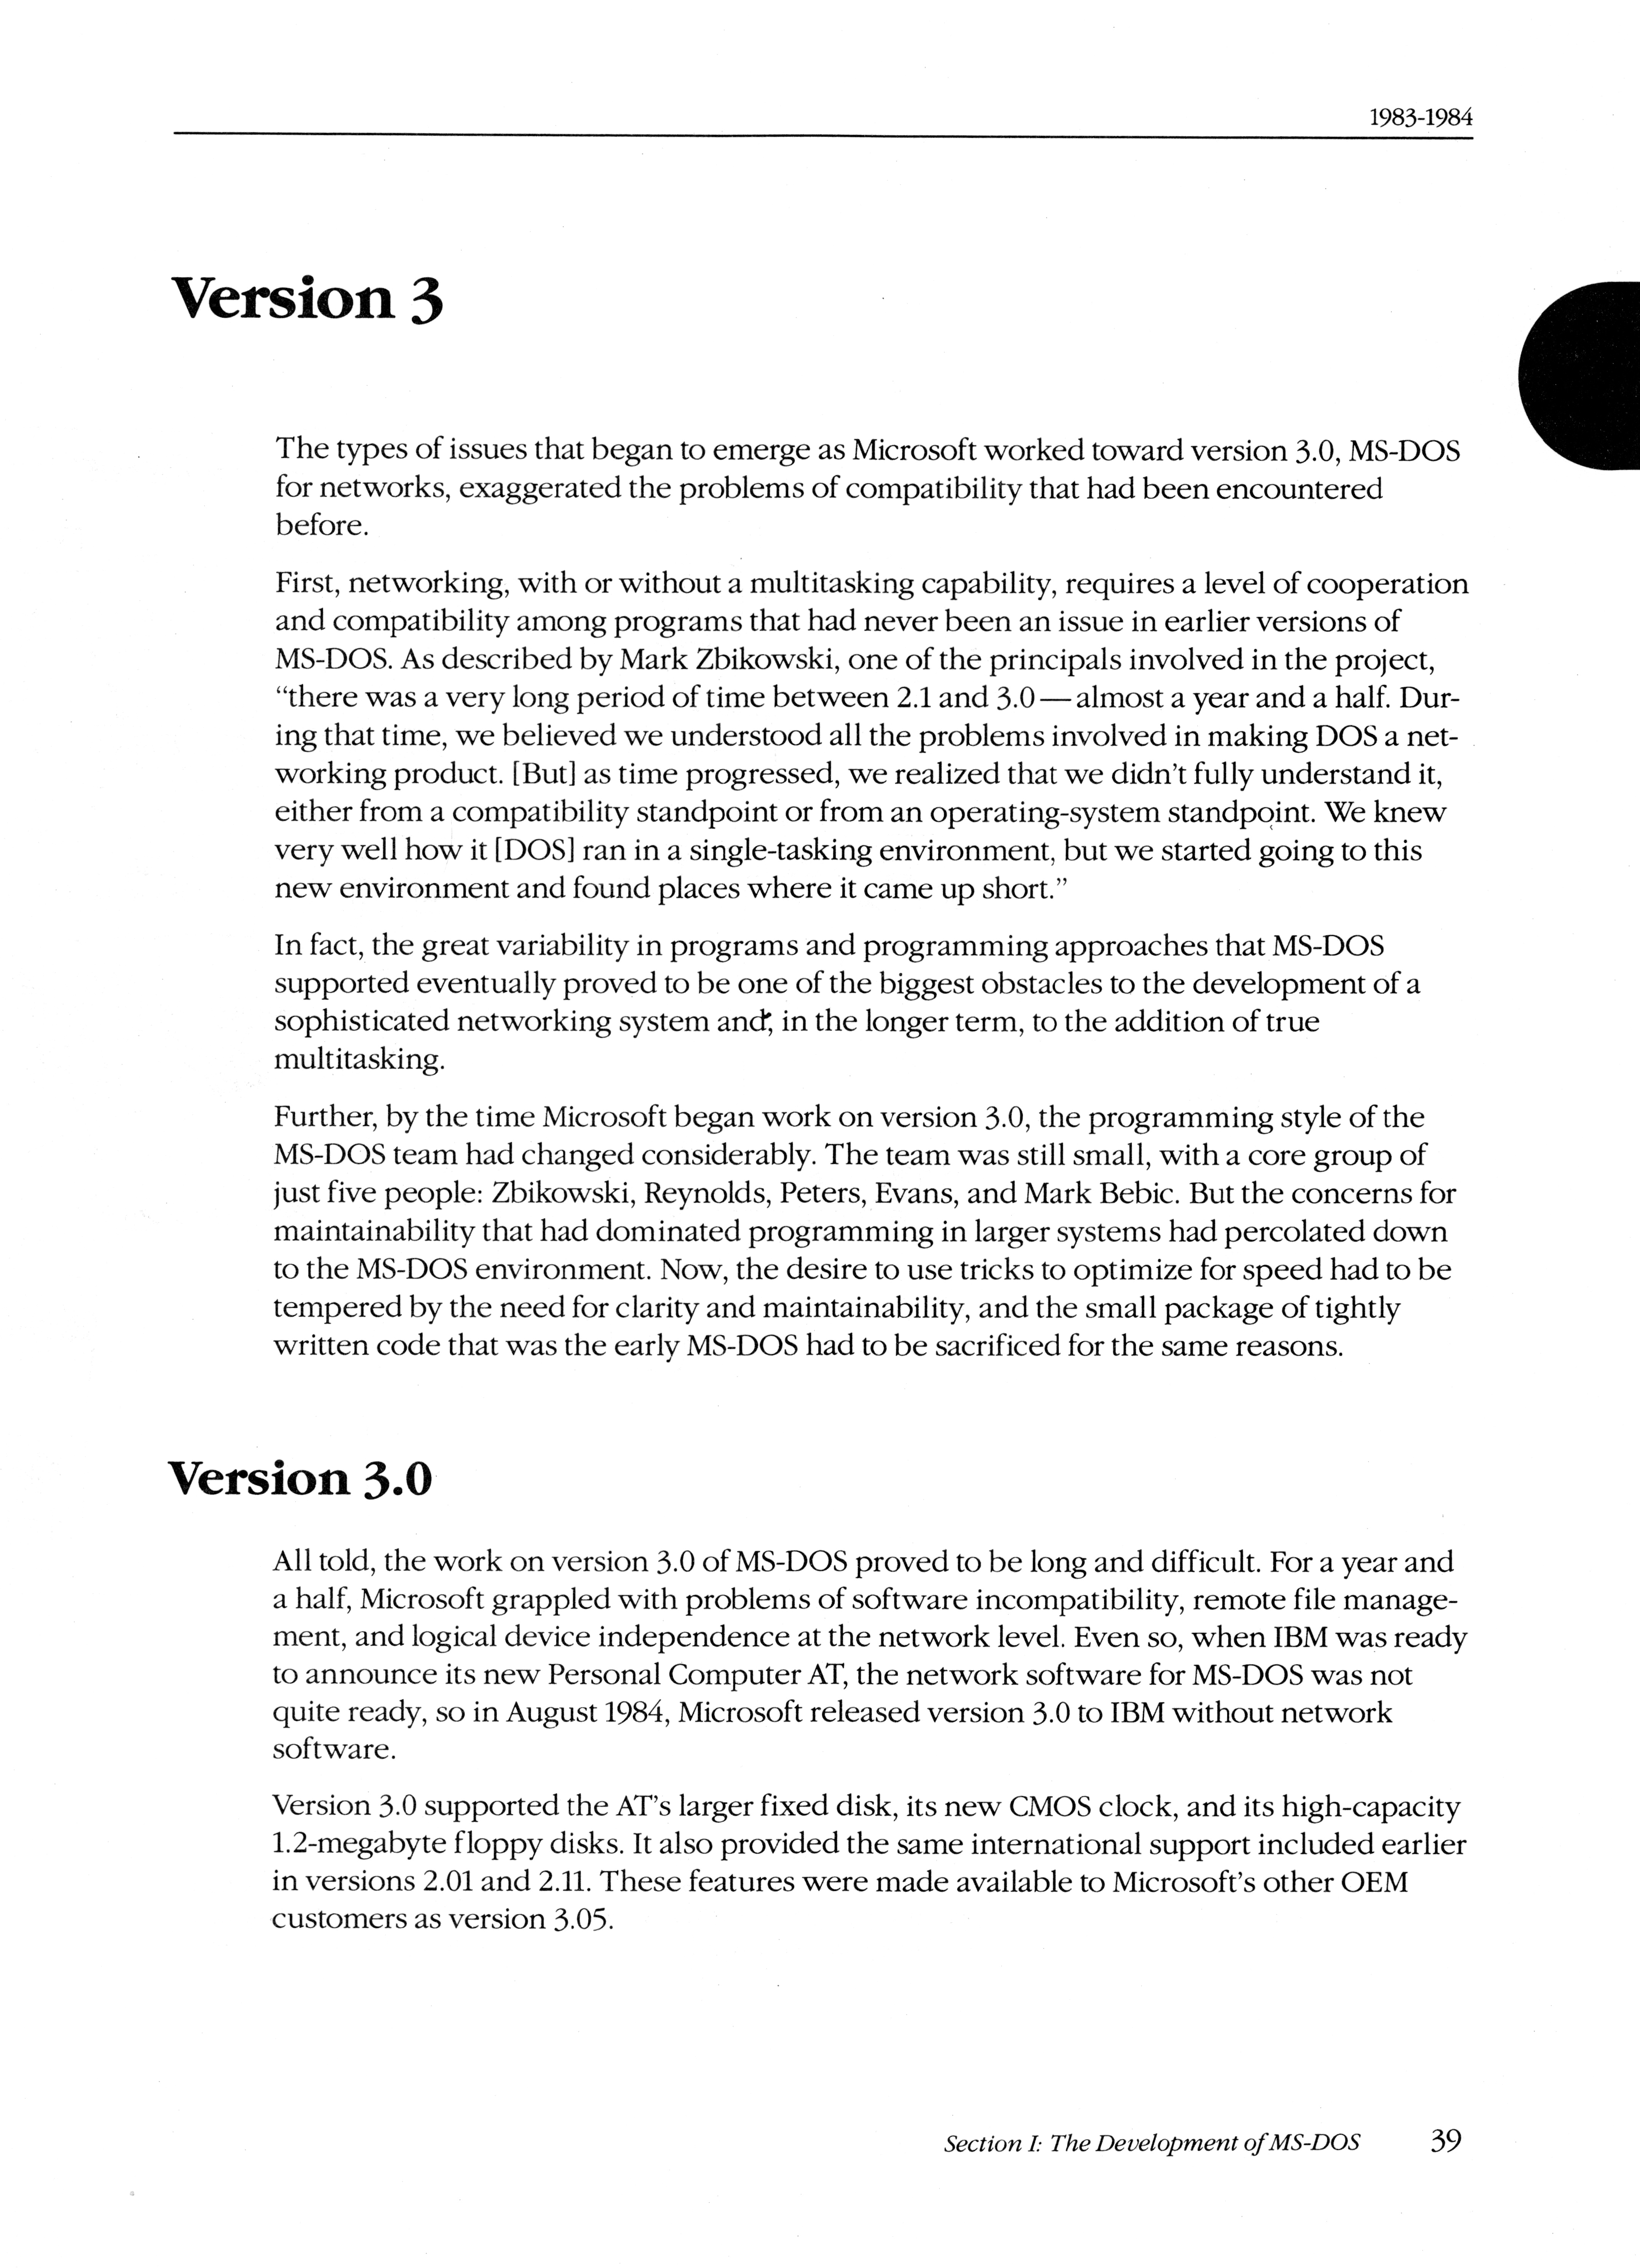 1983-1984
Version 3
The types of issues that began to emerge as Microsoft worked toward version 3.0, MS-DOS
for networks, exaggerated the problems of compatibility that had been encountered
before.
First, networking, with or without a multitasking capability, requires a level of cooperation
and compatibility among programs that had never been an issue in earlier versions of
MS-DOS. As described by Mark Zbikowski, one of the principals involved in the project,
“there was a very long period of time between 2.1 and 3.0 — almost a year and a half. Dur-
ing that time, we believed we understood all the problems involved in making DOS a net-
working product. [But] as time progressed, we realized that we didn’t fully understand it,
either from a compatibility standpoint or from an operating-system standpoint. We knew
very well how it [DOS] ran in a single-tasking environment, but we started going to this
new environment and found places where it came up short.”
In fact, the great variability in programs and programming approaches that MS-DOS
supported eventually proved to be one of the biggest obstacles to the development of a
sophisticated networking system and, in the longer term, to the addition of true
multitasking.
Further, by the time Microsoft began work on version 3.0, the programming style of the
MS-DOS team had changed considerably. The team was still small, with a core group of
just five people: Zbikowski, Reynolds, Peters, Evans, and Mark Bebic. But the concerns for
maintainability that had dominated programming in larger systems had percolated down
to the MS-DOS environment. Now, the desire to use tricks to optimize for speed had to be
tempered by the need for clarity and maintainability, and the small package of tightly
written code that was the early MS-DOS had to be sacrificed for the same reasons.
Version 3.0
All told, the work on version 3.0 of MS-DOS proved to be long and difficult. For a year and
a half, Microsoft grappled with problems of software incompatibility, remote file manage-
ment, and logical device independence at the network level. Even so, when IBM was ready
to announce its new Personal Computer AT, the network software for MS-DOS was not
quite ready, so in August 1984, Microsoft released version 3.0 to IBM without network
software.
Version 3.0 supported the AT’s larger fixed disk, its new CMOS clock, and its high-capacity
1.2-megabyte floppy disks. It also provided the same international support included earlier
in versions 2.01 and 2.11. These features were made available to Microsoft’s other OEM
customers as version 3.05.
Section I: The Development of MS-DOS 39